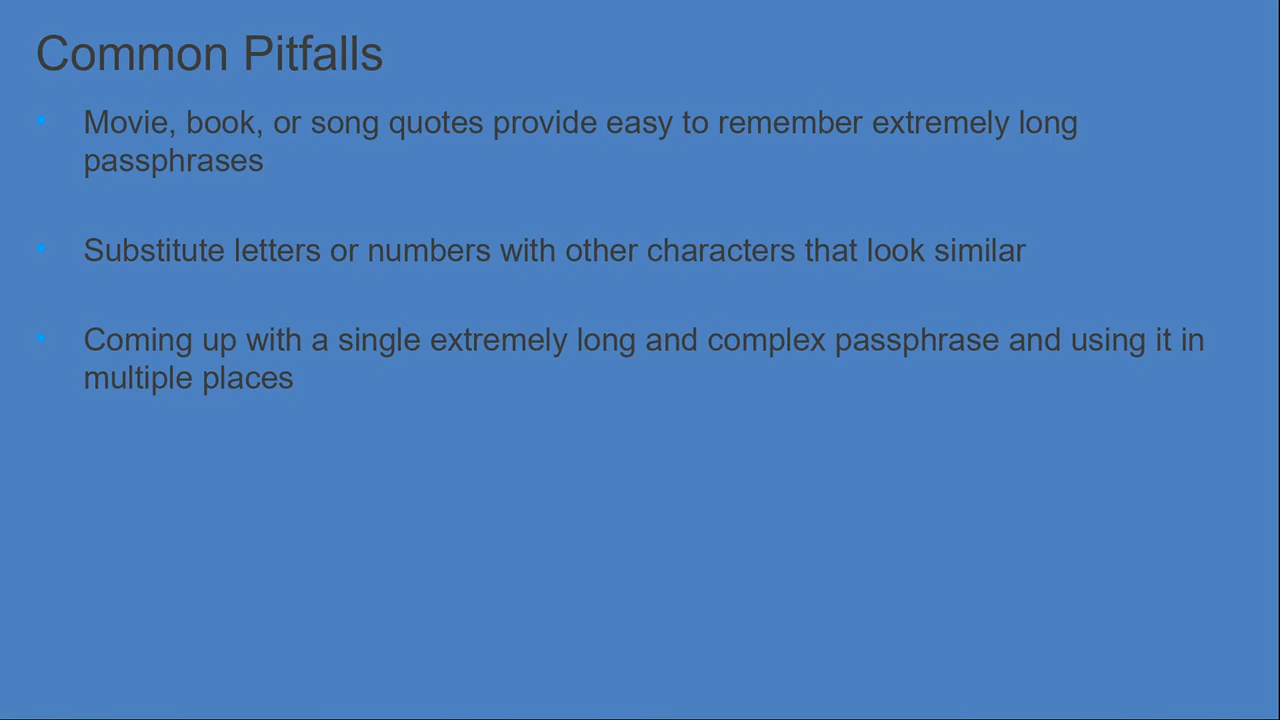 Common Pitfalls
• Movie, book, or song quotes provide easy to remember extremely long
passphrases
• Substitute letters or numbers with other characters that look similar
• Coming up with a single extremely long and complex passphrase and using it in
multiple places